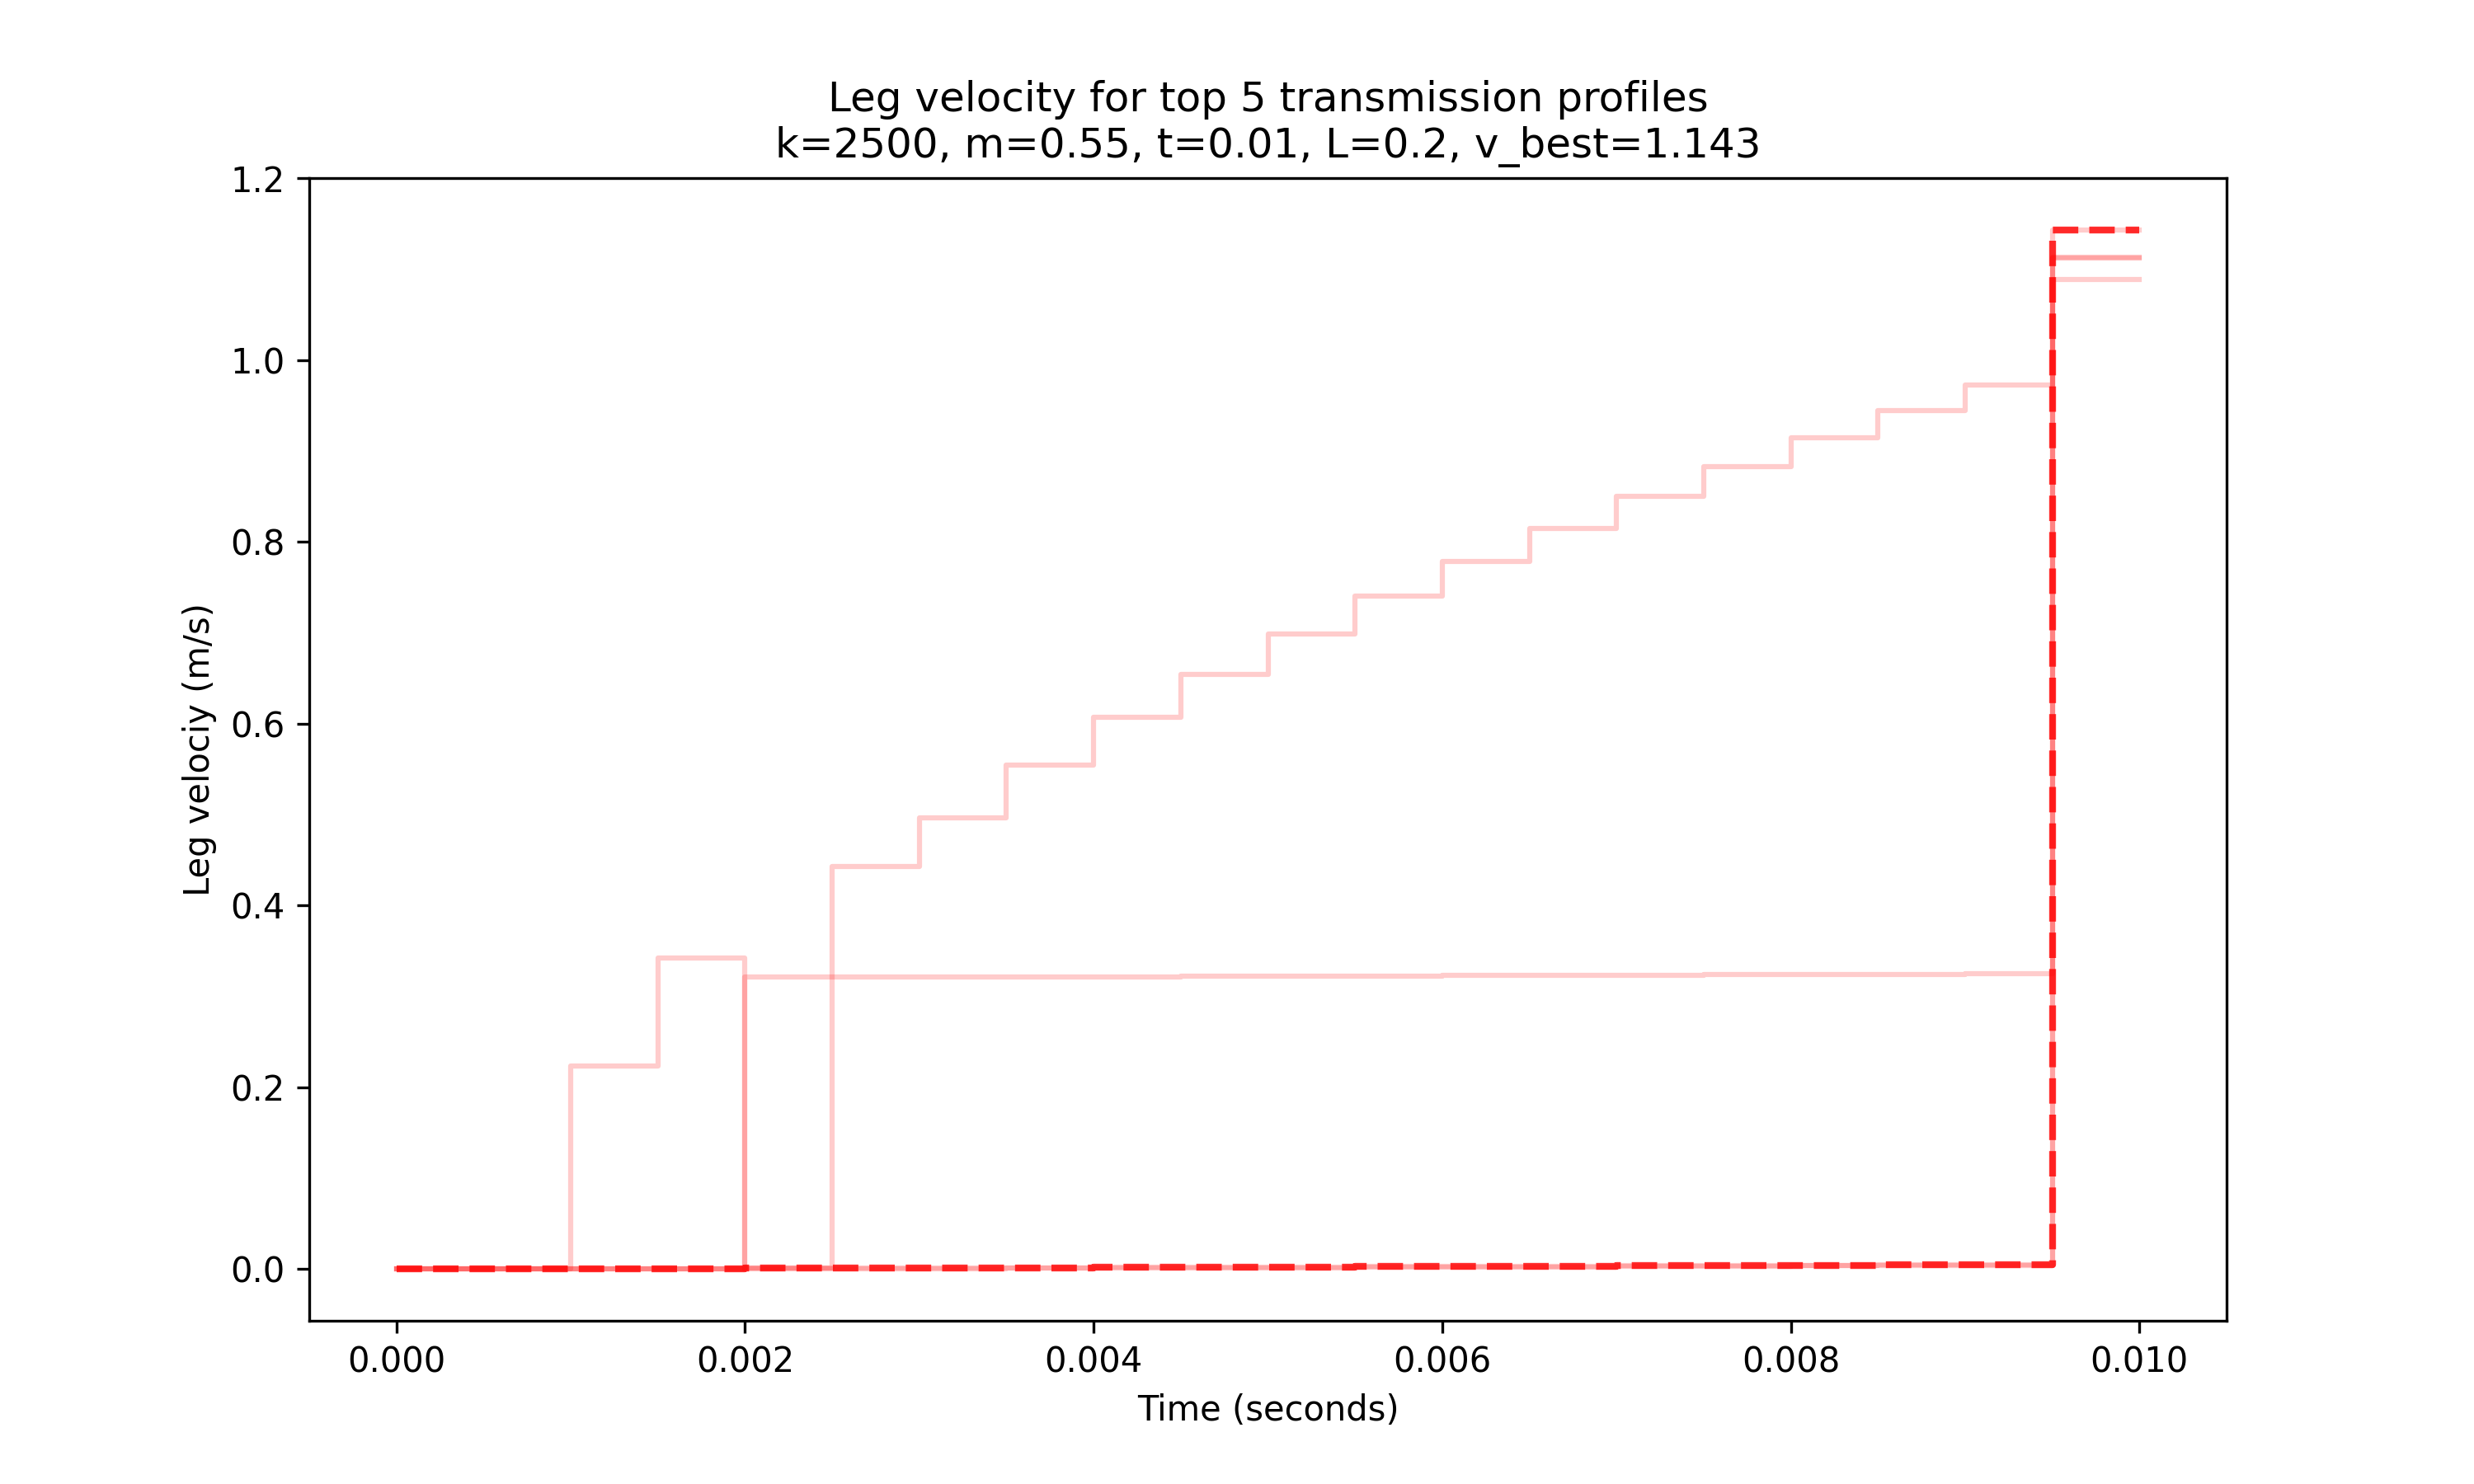 Leg velocity for top 5 transmission profiles
k=2500, m=0.55, t=0.01, L=0.2, v_best=1.143
1.2
1.0
0.8
0.6
0.4
0.2
0.0
Leg velociy (m/s)
0.000 0.002 0.004 0.006 0.008 0.010
Time (seconds)